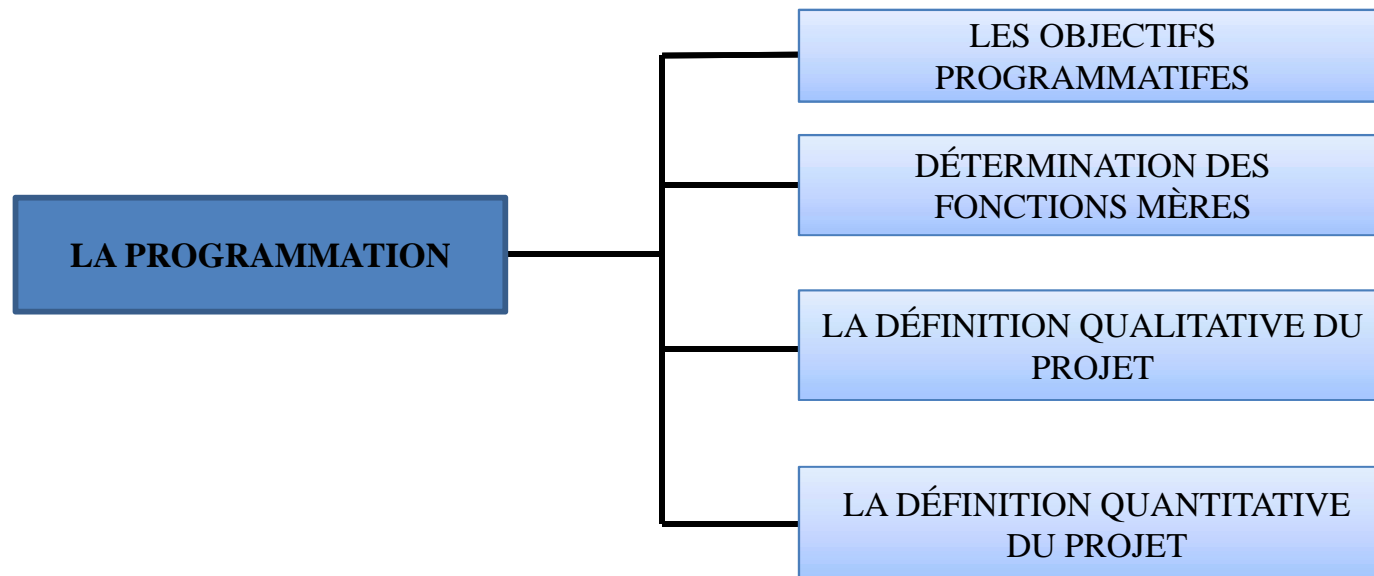 LES OBJECTIFS
PROGRAMMATIFES
DÉTERMINATION DES
FONCTIONS MÈRES
LA PROGRAMMATION
LA DÉFINITION QUALITATIVE DU
PROJET
LA DÉFINITION QUANTITATIVE
DU PROJET